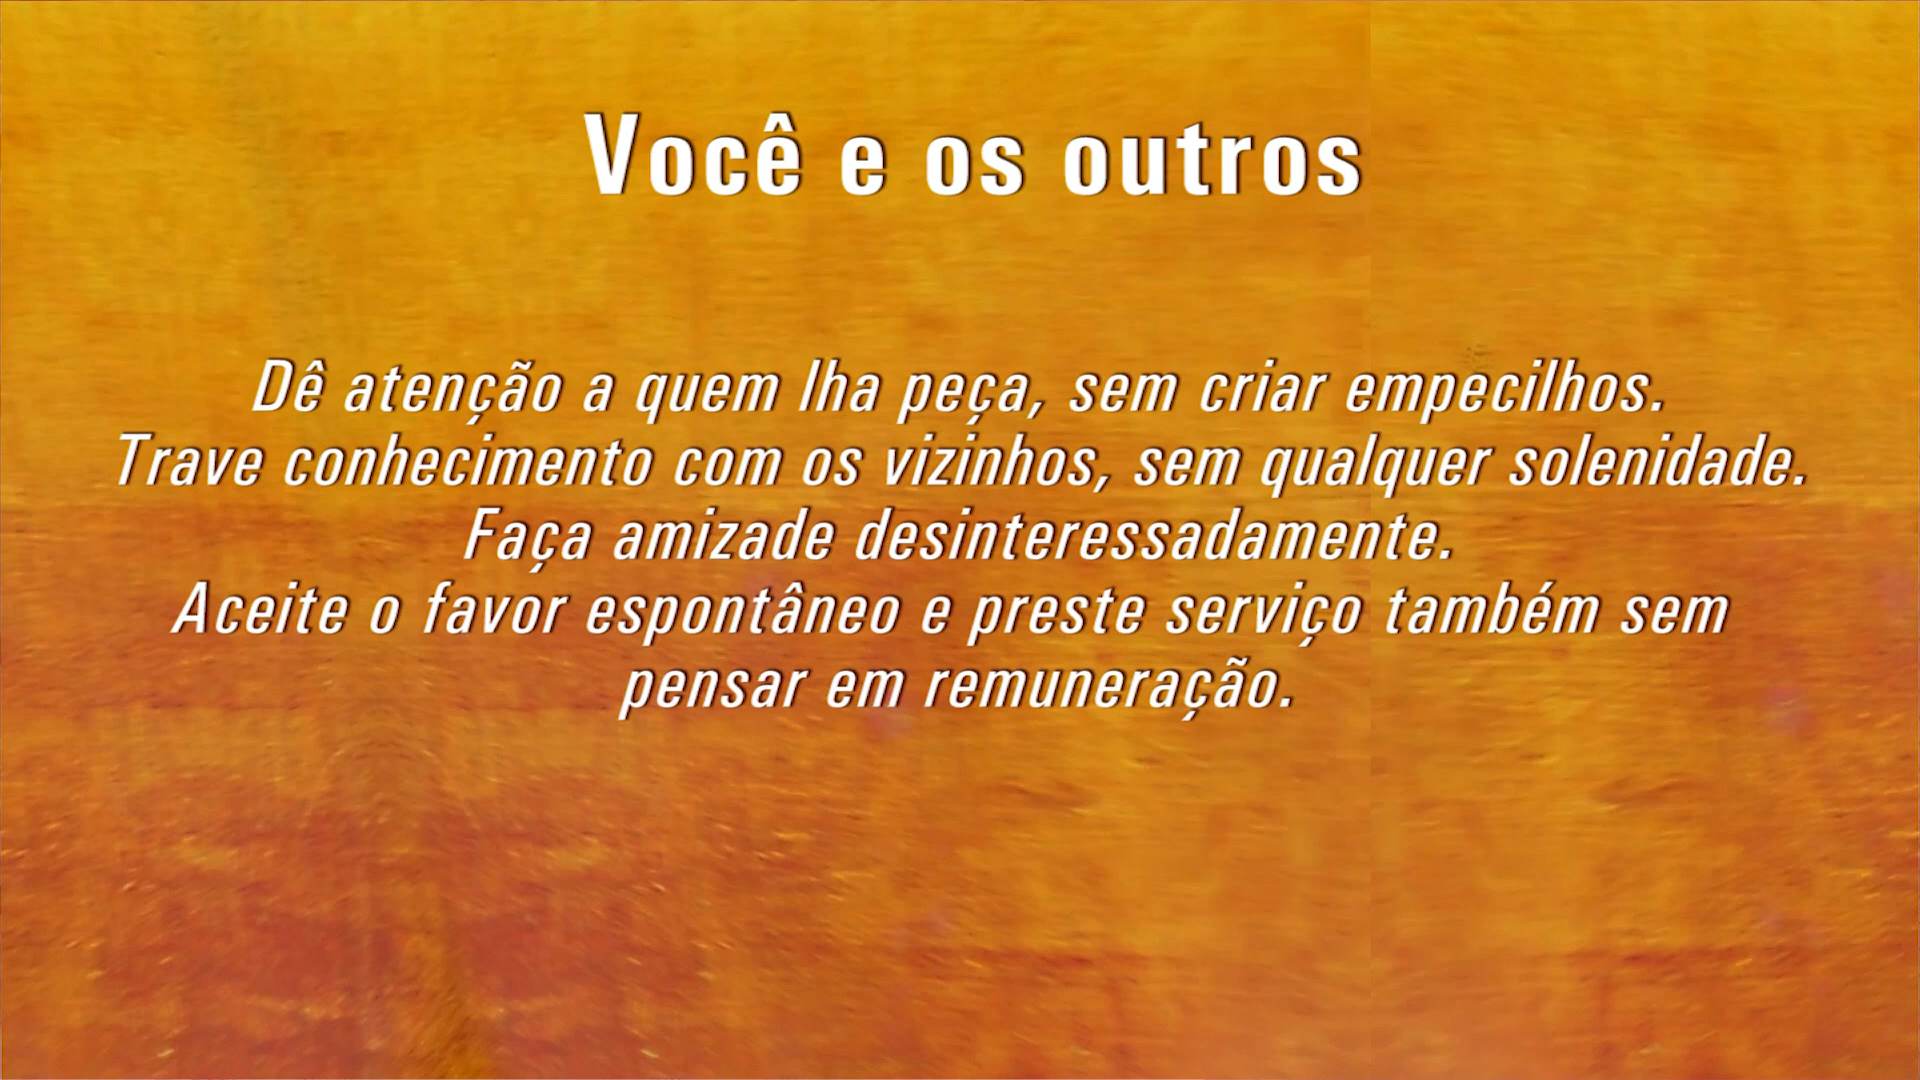 Você e os outros
Dê atenção a quem lha peça, sem criar empecilhos.
Trave conhecimento com os vizinhos, sem qualquer solenidade.
Faça amizade desinteressadamente.
Aceite o favor espontâneo e preste serviço também sem
pensar em remuneração.